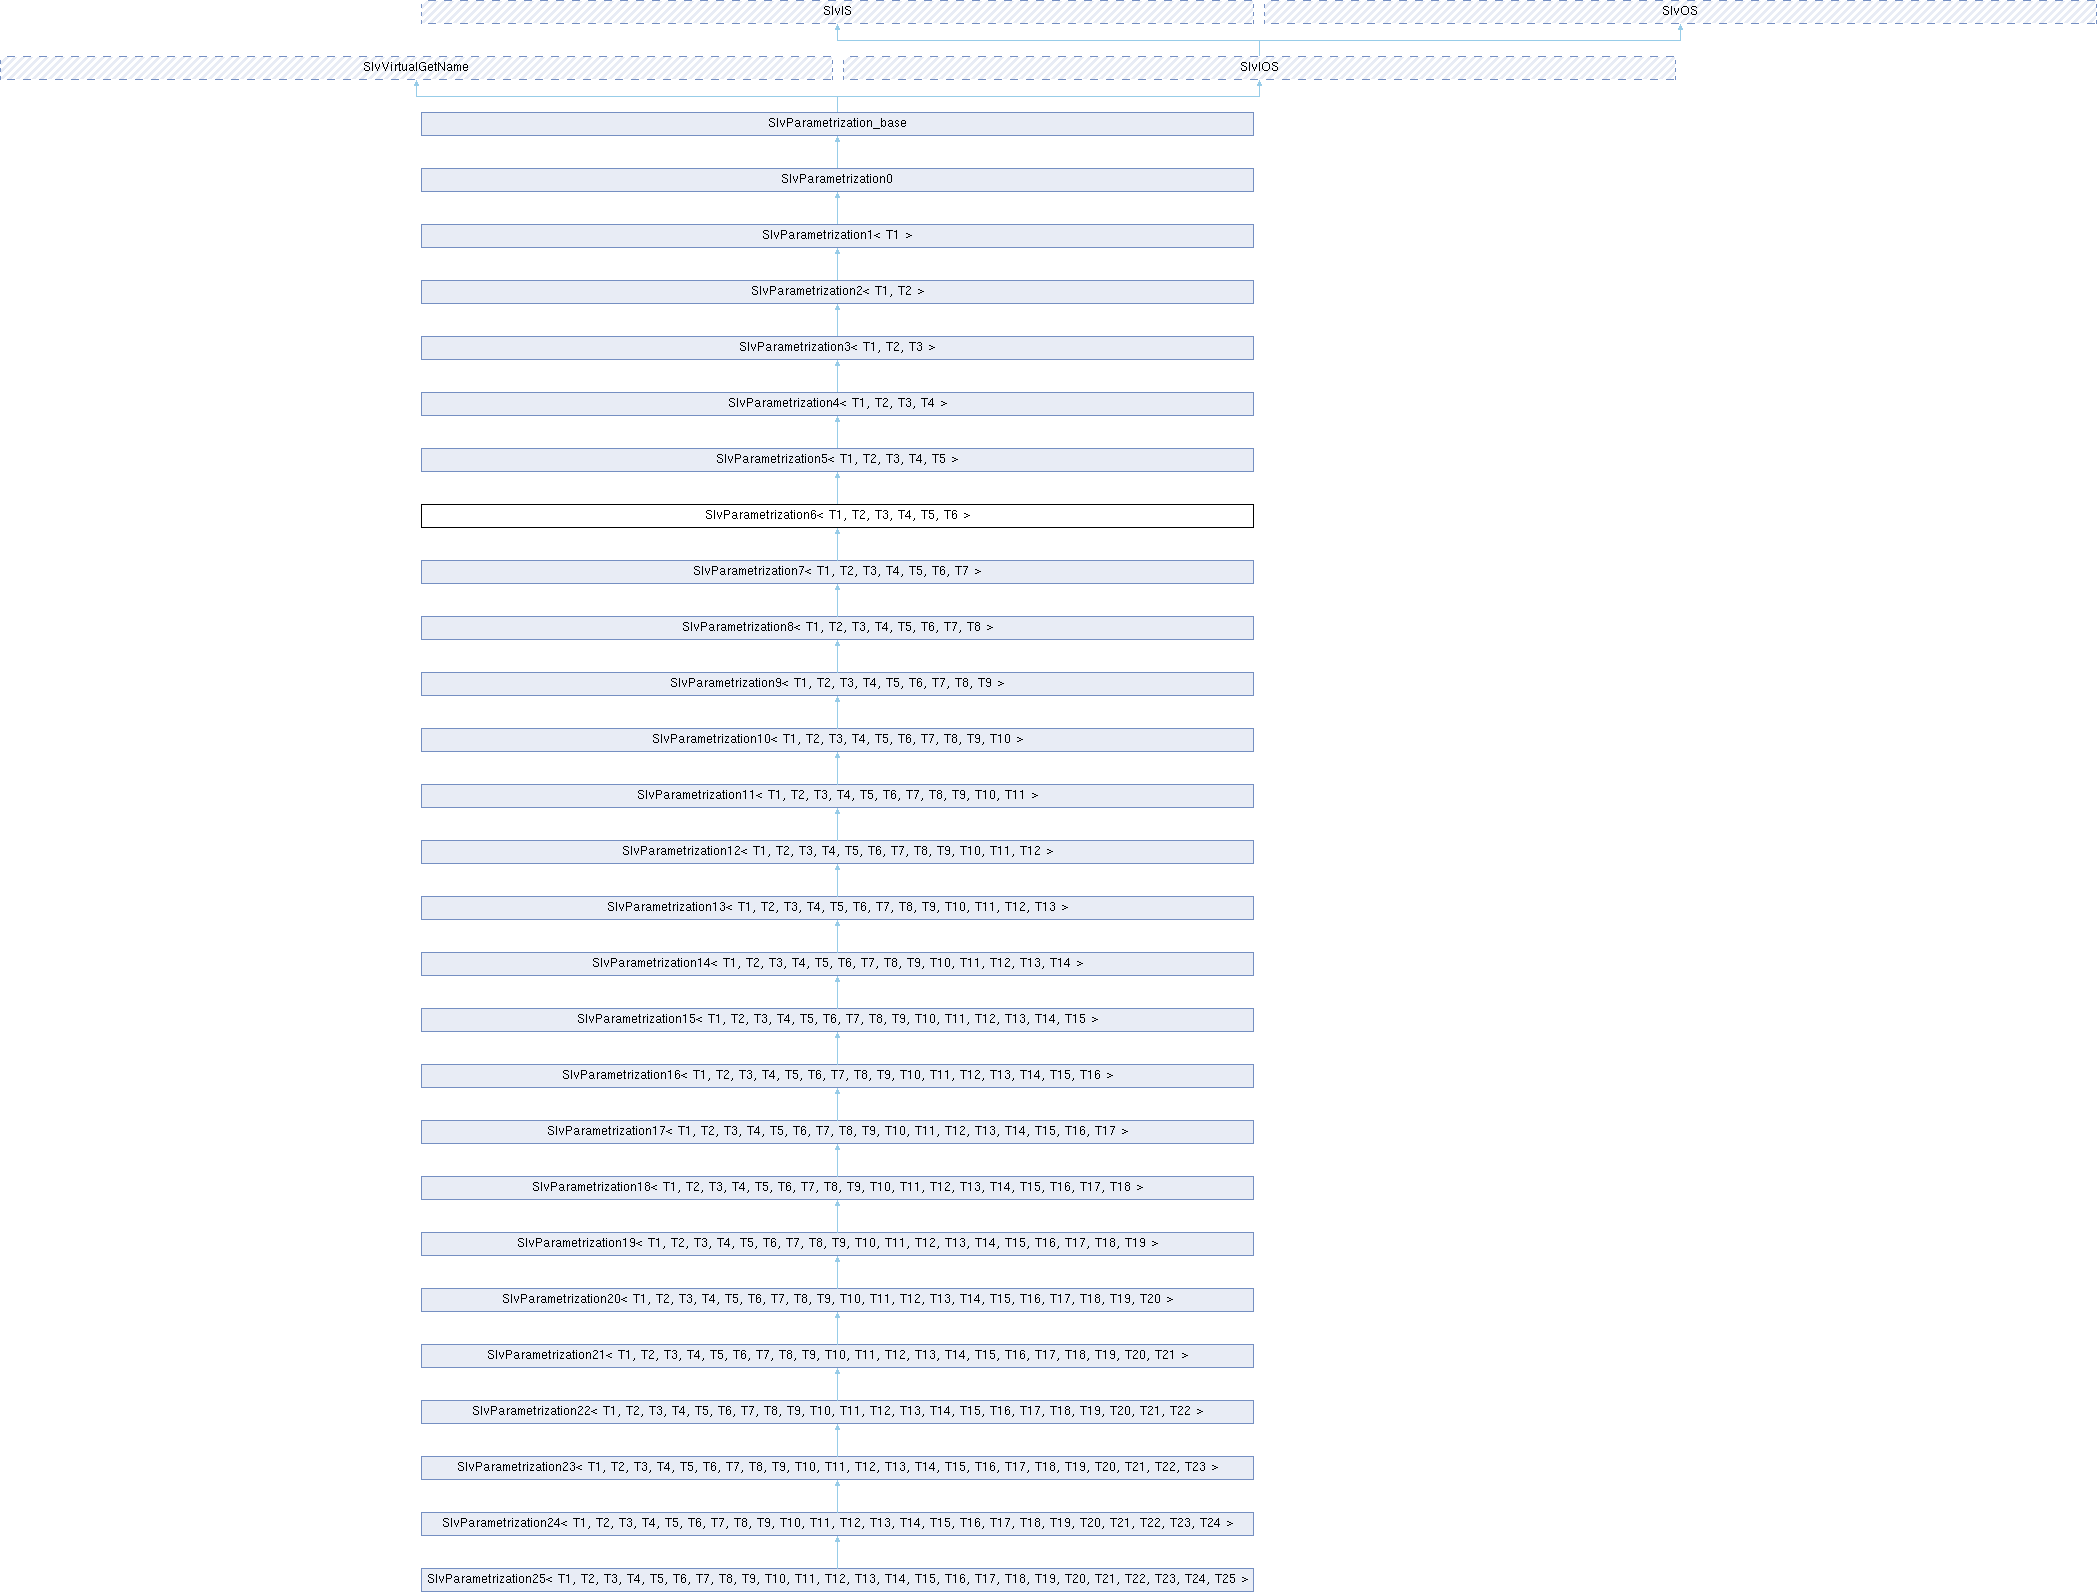 SlvIS
SlvOS
SlvVirtualGetName
SlvIOS
SlvParametrization_base
SlvParametrization0
SlvParametrization1< T1 >
SlvParametrization2< T1, T2 >
SlvParametrization3< T1, T2, T3 >
SlvParametrization4< T1, T2, T3, T4 >
SlvParametrization5< T1, T2, T3, T4, T5 >
SlvParametrization6< T1, T2, T3, T4, T5, T6 >
SlvParametrization7< T1, T2, T3, T4, T5, T6, T7 >
SlvParametrization8< T1, T2, T3, T4, T5, T6, T7, T8 >
SlvParametrization9< T1, T2, T3, T4, T5, T6, T7, T8, T9 >
SlvParametrization10< T1, T2, T3, T4, T5, T6, T7, T8, T9, T10 >
SlvParametrization11< T1, T2, T3, T4, T5, T6, T7, T8, T9, T10, T11 >
SlvParametrization12< T1, T2, T3, T4, T5, T6, T7, T8, T9, T10, T11, T12 >
SlvParametrization13< T1, T2, T3, T4, T5, T6, T7, T8, T9, T10, T11, T12, T13 >
SlvParametrization14< T1, T2, T3, T4, T5, T6, T7, T8, T9, T10, T11, T12, T13, T14 >
SlvParametrization15< T1, T2, T3, T4, T5, T6, T7, T8, T9, T10, T11, T12, T13, T14, T15 >
SlvParametrization16< T1, T2, T3, T4, T5, T6, T7, T8, T9, T10, T11, T12, T13, T14, T15, T16 >
SlvParametrization17< T1, T2, T3, T4, T5, T6, T7, T8, T9, T10, T11, T12, T13, T14, T15, T16, T17 >
SlvParametrization18< T1, T2, T3, T4, T5, T6, T7, T8, T9, T10, T11, T12, T13, T14, T15, T16, T17, T18 >
SlvParametrization19< T1, T2, T3, T4, T5, T6, T7, T8, T9, T10, T11, T12, T13, T14, T15, T16, T17, T18, T19 >
SlvParametrization20< T1, T2, T3, T4, T5, T6, T7, T8, T9, T10, T11, T12, T13, T14, T15, T16, T17, T18, T19, T20 >
SlvParametrization21< T1, T2, T3, T4, T5, T6, T7, T8, T9, T10, T11, T12, T13, T14, T15, T16, T17, T18, T19, T20, T21 >
SlvParametrization22< T1, T2, T3, T4, T5, T6, T7, T8, T9, T10, T11, T12, T13, T14, T15, T16, T17, T18, T19, T20, T21, T22 >
SlvParametrization23< T1, T2, T3, T4, T5, T6, T7, T8, T9, T10, T11, T12, T13, T14, T15, T16, T17, T18, T19, T20, T21, T22, T23 >
SlvParametrization24< T1, T2, T3, T4, T5, T6, T7, T8, T9, T10, T11, T12, T13, T14, T15, T16, T17, T18, T19, T20, T21, T22, T23, T24 >
SlvParametrization25< T1, T2, T3, T4, T5, T6, T7, T8, T9, T10, T11, T12, T13, T14, T15, T16, T17, T18, T19, T20, T21, T22, T23, T24, T25 >